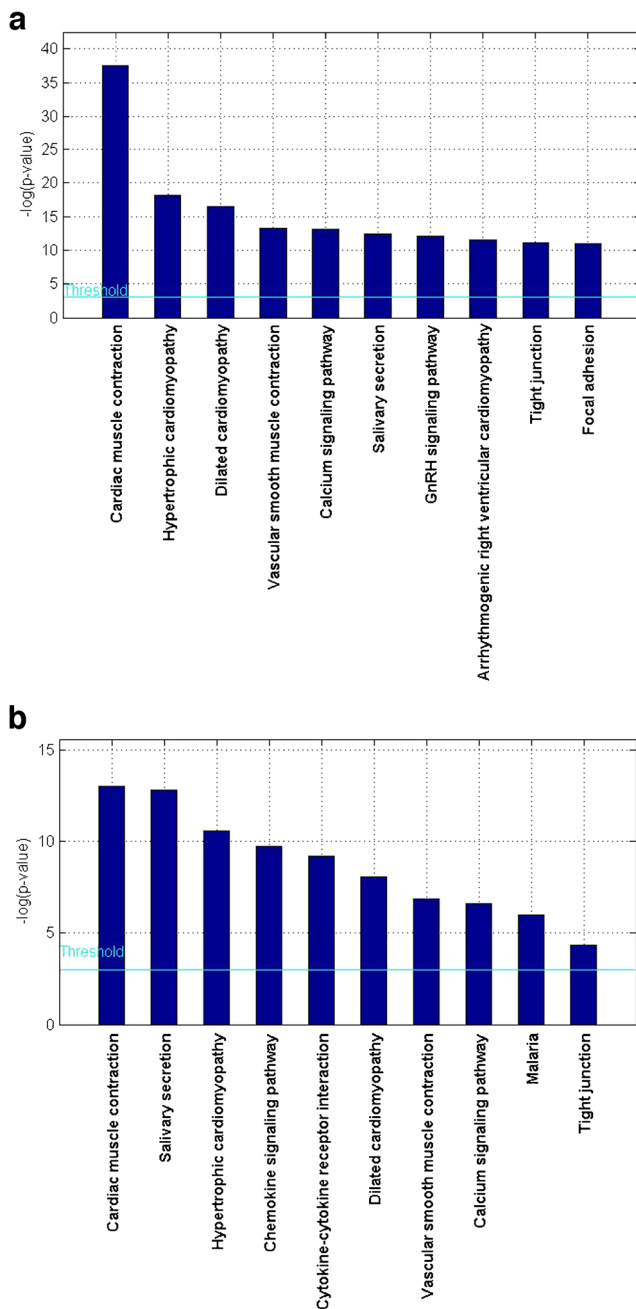 a
40
35
30
25
20
15
10
5
0
-log(p-value)
Threshold
Cardiac muscle contraction
Hypertrophic cardiomyopathy
Dilated cardiomyopathy
Vascular smooth muscle contraction
Calcium signaling pathway
Salivary secretion
GnRH signaling pathway
Arrhythmogenic right ventricular cardiomyopathy
Tight junction
Focal adhesion
b
15
10
5
0
-log(p-value)
Threshold
Cardiac muscle contraction
Salivary secretion
Hypertrophic cardiomyopathy
Chemokine signaling pathway
Cytokine-cytokine receptor interaction
Dilated cardiomyopathy
Vascular smooth muscle contraction
Calcium signaling pathway
Malaria
Tight junction